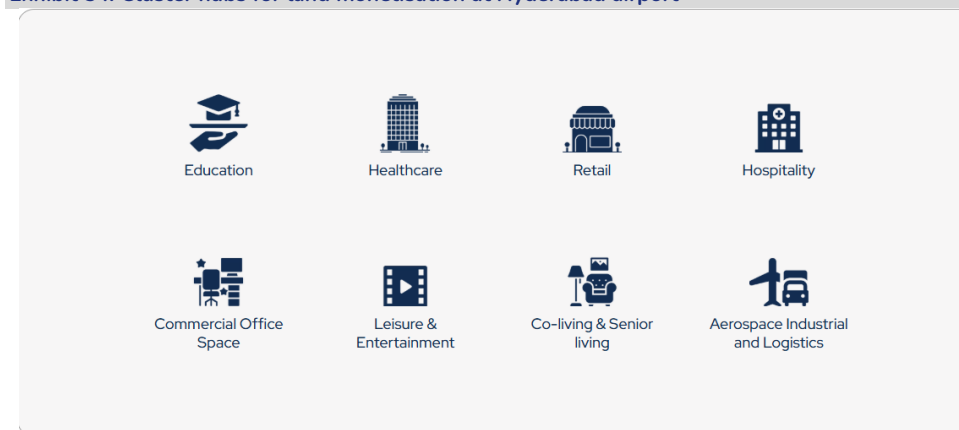 Education
Healthcare
Retail
Hospitality
Commercial Office
Space
Leisure &
Entertainment
Co-living & Senior
living
Aerospace Industrial
and Logistics